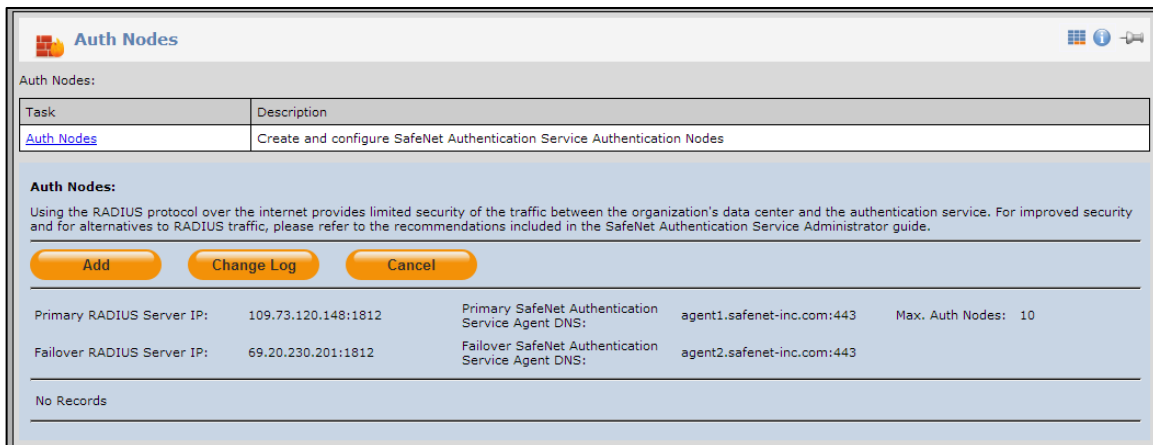 Auth Nodes
Auth Nodes:
Task Description
Auth Nodes Create and configure SafeNet Authentication Service Authentication Nodes
Auth Nodes:
Using the RADIUS protocol over the internet provides limited security of the traffic between the organization's data center and the authentication service. For improved security
and for alternatives to RADIUS traffic, please refer to the recommendations included in the SafeNet Authentication Service Administrator guide.
Add Change Log Cancel
Primary RADIUS Server IP: 109.73.120.148:1812 Primary SafeNet Authentication Service Agent DNS: agent1.safenet-inc.com:443 Max. Auth Nodes: 10
Failover RADIUS Server IP: 69.20.230.201:1812 Failover SafeNet Authentication Service Agent DNS: agent2.safenet-inc.com:443
No Records